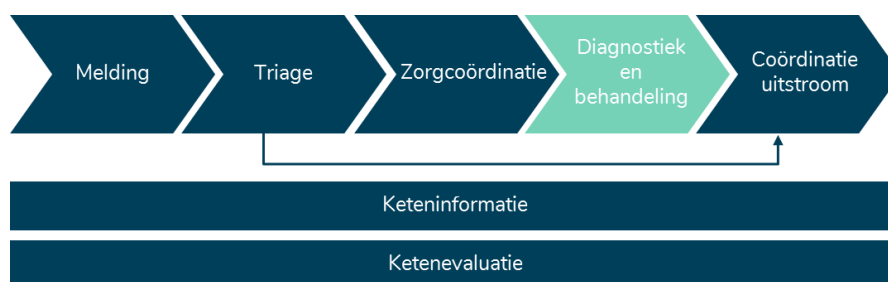 Melding
Triage
Zorgcoördinatie
Diagnostiek
en
behandeling
Coördinatie
uitstroom
Keteninformatie
Ketenevaluatie